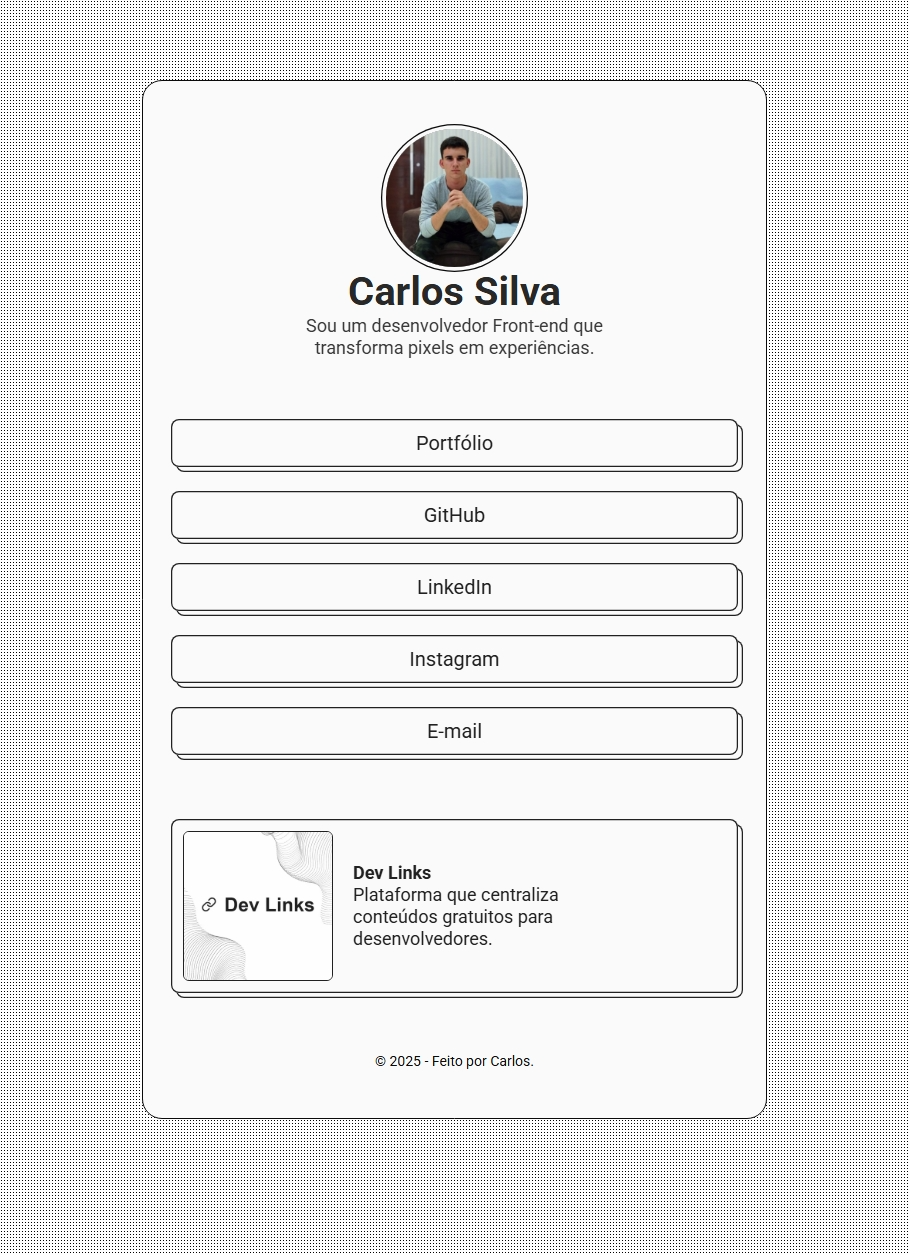 Carlos Silva
Sou um desenvolvedor Front-end que
transforma pixels em experiências.
Portfólio
GitHub
LinkedIn
Instagram
E-mail
Dev Links
Dev Links
Plataforma que centraliza
conteúdos gratuitos para
desenvolvedores.
© 2025 - Feito por Carlos.